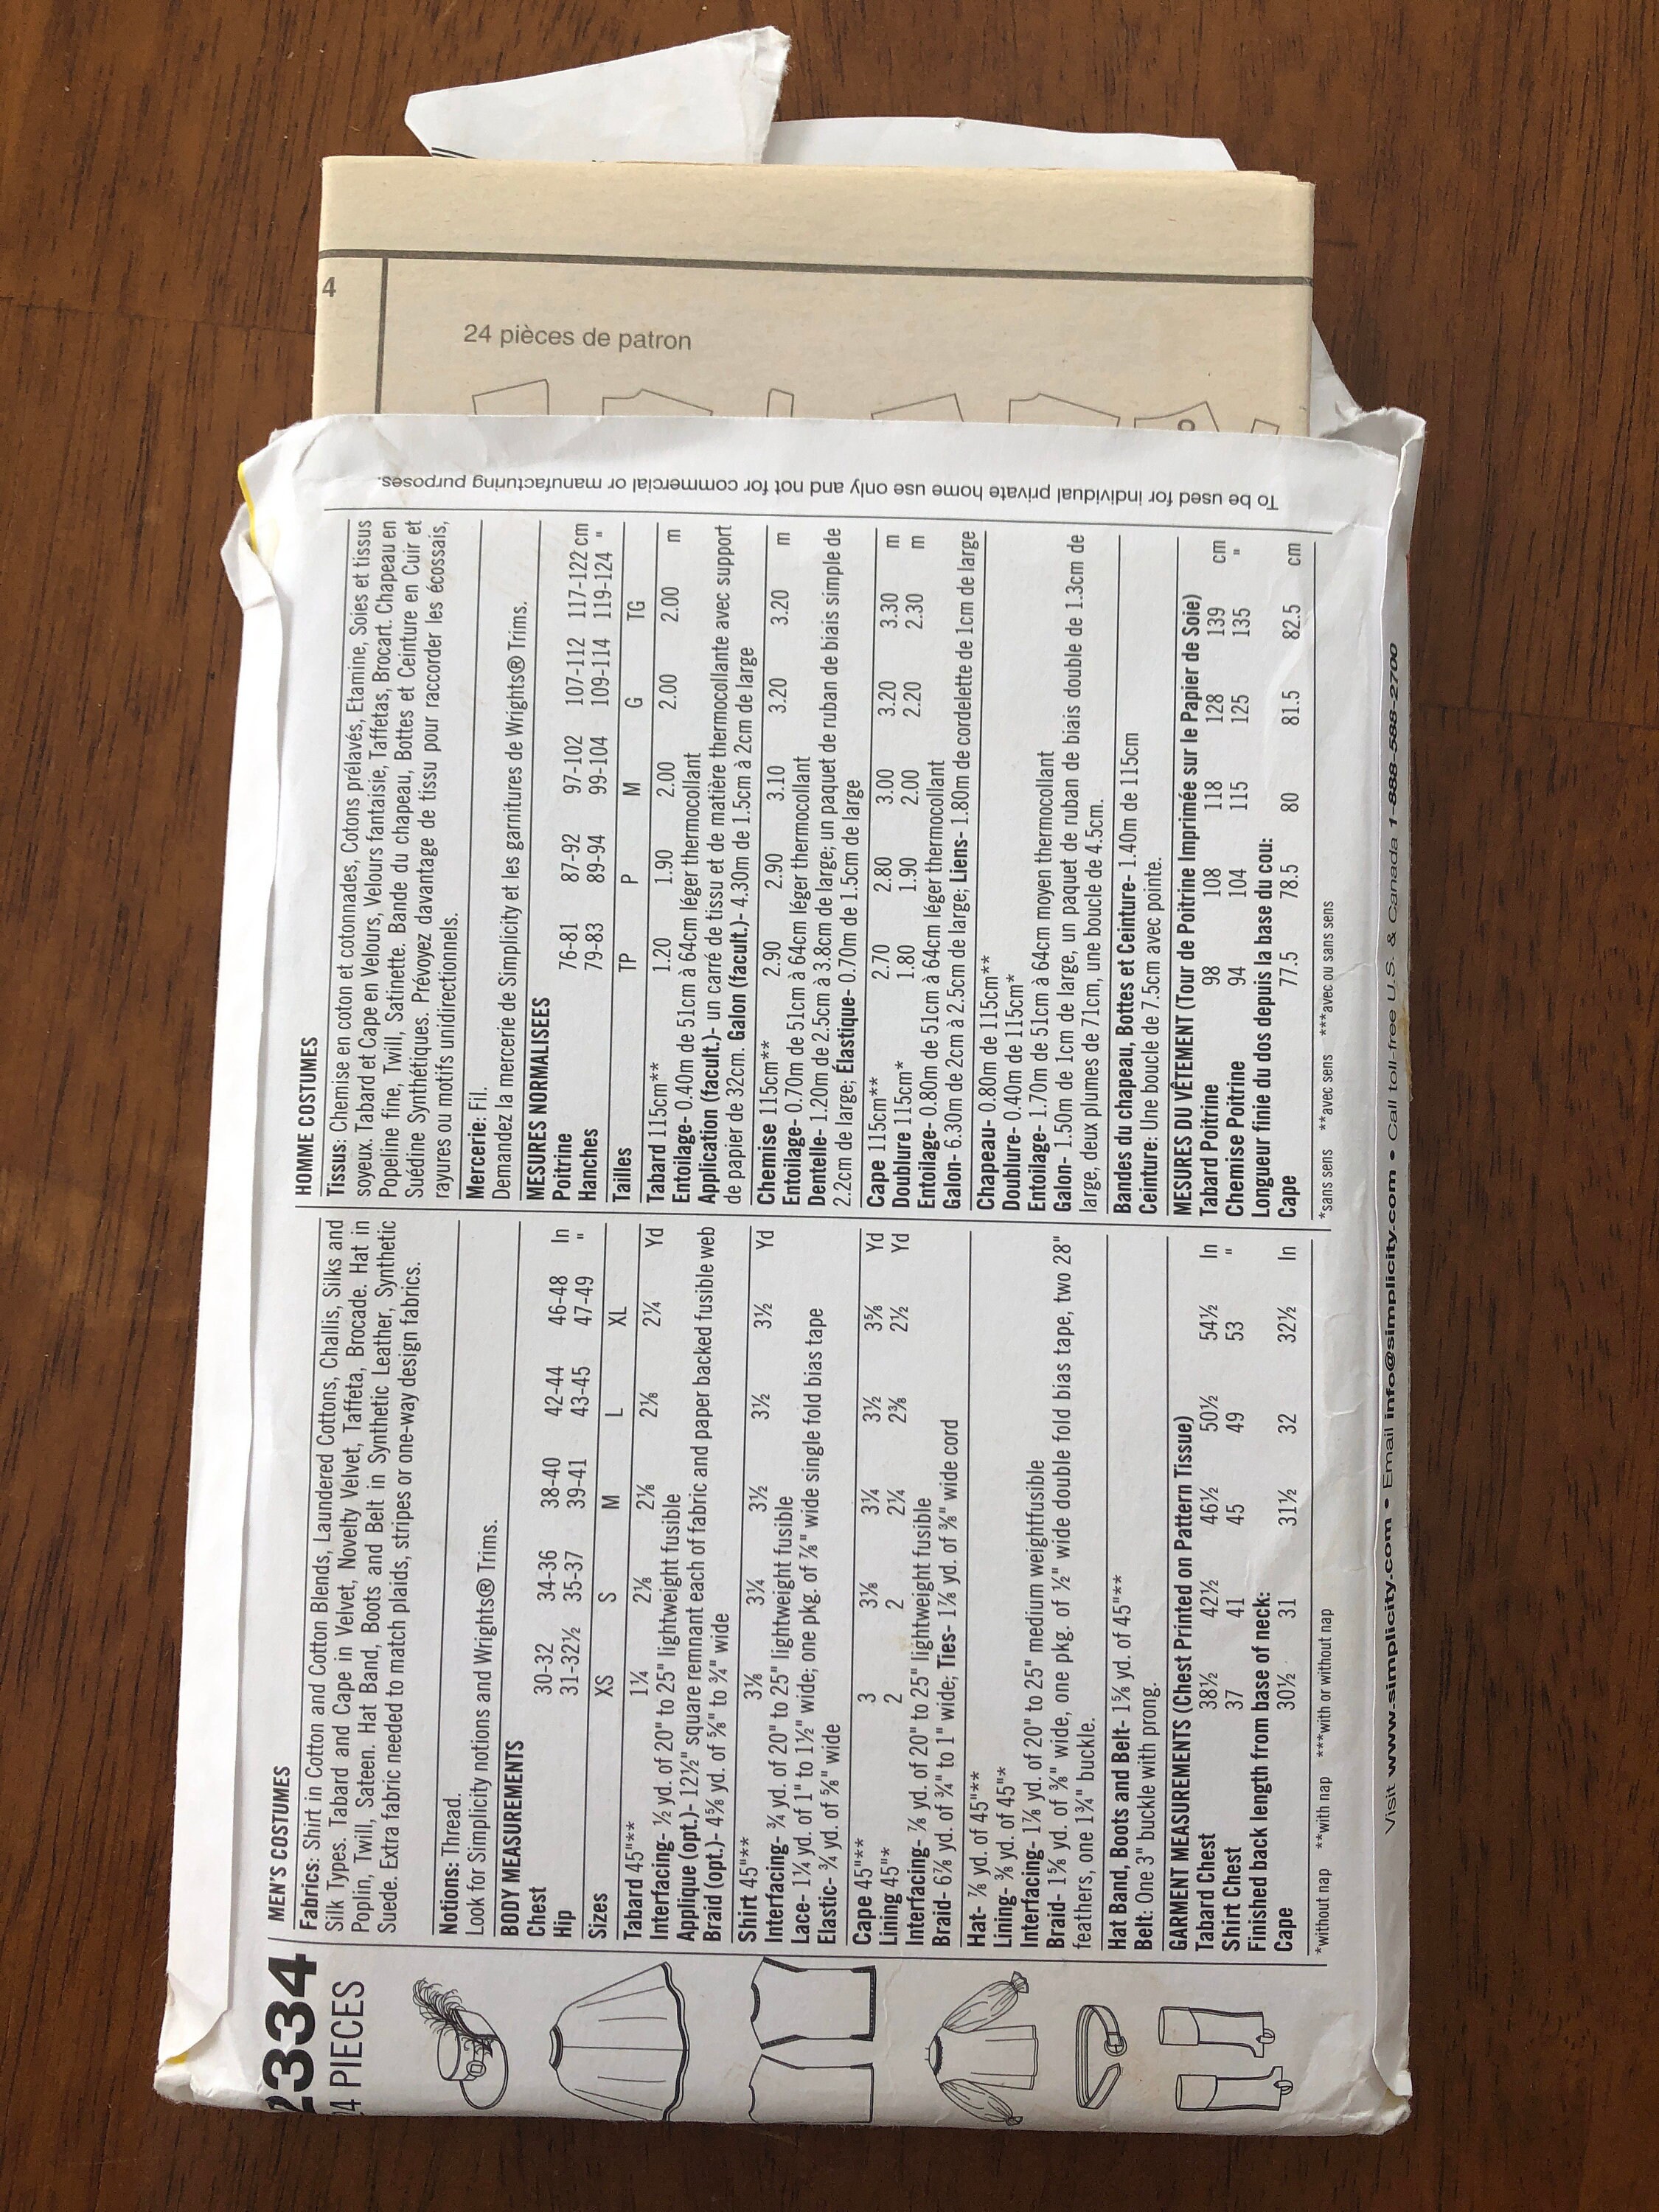 2334
24 PIECES
MEN'S COSTUMES
Fabrics: Shirt in Cotton and Cotton Blends, Laundered Cottons, Challis, Silks and
Silk Types. Tabard and Cape in Velvet, Novelty Velvet, Taffeta, Brocade. Hat in
Poplin, Twill, Sateen. Hat Band, Boots and Belt in Synthetic Leather, Synthetic
Suede. Extra fabric needed to match plaids, stripes or one-way design fabrics.
Notions: Thread.
Look for Simplicity notions and Wrights® Trims.
BODY MEASUREMENTS
Chest 30-32 34-36 38-40 42-44 46-48 In
Hip 31-32½ 35-37 39-41 43-45 47-49 "
Sizes XS S M L XL
Tabard 45"** 1¼ 2⅛ 2⅛ 2⅛ 2¼ Yd
Interfacing- ½ yd. of 20" to 25" lightweight fusible
Applique (opt.)- 12½" square remnant each of fabric and paper backed fusible web
Braid (opt.)- 4⅝ yd. of ⅝" to ¾" wide
Shirt 45"** 3⅛ 3¼ 3½ 3½ 3½ Yd
Interfacing- ¾ yd. of 20" to 25" lightweight fusible
Lace- 1¼ yd. of 1" to 1½" wide; one pkg. of ⅞" wide single fold bias tape
Elastic- ¾ yd. of ⅝" wide
Cape 45"** 3 3⅛ 3¼ 3½ 3⅝ Yd
Lining 45"* 2 2 2¼ 2⅜ 2½ Yd
Interfacing- ⅞ yd. of 20" to 25" lightweight fusible
Braid- 6⅞ yd. of ¾" to 1" wide; Ties- 1⅞ yd. of ⅜" wide cord
Hat- ⅞ yd. of 45"**
Lining- ⅜ yd. of 45"*
Interfacing- 1⅞ yd. of 20" to 25" medium weightfusible
Braid- 1⅝ yd. of ⅜" wide, one pkg. of ½" wide double fold bias tape, two 28"
feathers, one 1¾" buckle.
Hat Band, Boots and Belt- 1⅝ yd. of 45"**
Belt: One 3" buckle with prong.
GARMENT MEASUREMENTS (Chest Printed on Pattern Tissue)
Tabard Chest 38½ 42½ 46½ 50½ 54½ In
Shirt Chest 37 41 45 49 53 "
Finished back length from base of neck:
Cape 30½ 31 31½ 32 32½ In
*without nap **with nap ***with or without nap
HOMME COSTUMES
Tissus: Chemise en coton et cotonnades, Cotons prélavés, Etamine, Soies et tissus
soyeux. Tabard et Cape en Velours, Velours fantaisie, Taffetas, Brocart. Chapeau en
Popeline fine, Twill, Satinette. Bande du chapeau, Bottes et Ceinture en Cuir et
Suédine Synthétiques. Prévoyez davantage de tissu pour raccorder les écossais,
rayures ou motifs unidirectionnels.
Mercerie: Fil.
Demandez la mercerie de Simplicity et les garnitures de Wrights® Trims.
MESURES NORMALISEES
Poitrine 76-81 87-92 97-102 107-112 117-122 cm
Hanches 79-83 89-94 99-104 109-114 119-124 "
Tailles TP P M G TG
Tabard 115cm** 1.20 1.90 2.00 2.00 2.00 m
Entoilage- 0.40m de 51cm à 64cm léger thermocollant
Application (facult.)- un carré de tissu et de matière thermocollante avec support
de papier de 32cm. Galon (facult.)- 4.30m de 1.5cm à 2cm de large
Chemise 115cm** 2.90 2.90 3.10 3.20 3.20 m
Entoilage- 0.70m de 51cm à 64cm léger thermocollant
Dentelle- 1.20m de 2.5cm à 3.8cm de large; un paquet de ruban de biais simple de
2.2cm de large; Élastique- 0.70m de 1.5cm de large
Cape 115cm** 2.70 2.80 3.00 3.20 3.30 m
Doublure 115cm* 1.80 1.90 2.00 2.20 2.30 m
Entoilage- 0.80m de 51cm à 64cm léger thermocollant
Galon- 6.30m de 2cm à 2.5cm de large; Liens- 1.80m de cordelette de 1cm de large
Chapeau- 0.80m de 115cm**
Doublure- 0.40m de 115cm*
Entoilage- 1.70m de 51cm à 64cm moyen thermocollant
Galon- 1.50m de 1cm de large, un paquet de ruban de biais double de 1.3cm de
large, deux plumes de 71cm, une boucle de 4.5cm.
Bandes du chapeau, Bottes et Ceinture- 1.40m de 115cm
Ceinture: Une boucle de 7.5cm avec pointe.
MESURES DU VÊTEMENT (Tour de Poitrine Imprimée sur le Papier de Soie)
Tabard Poitrine 98 108 118 128 139 cm
Chemise Poitrine 94 104 115 125 135 "
Longueur finie du dos depuis la base du cou:
Cape 77.5 78.5 80 81.5 82.5 cm
*sans sens **avec sens ***avec ou sans sens
To be used for individual private home use only and not for commercial or manufacturing purposes.
Visit www.simplicity.com • Email info@simplicity.com • Call toll-free U.S. & Canada 1-888-588-2700
4
24 pièces de patron